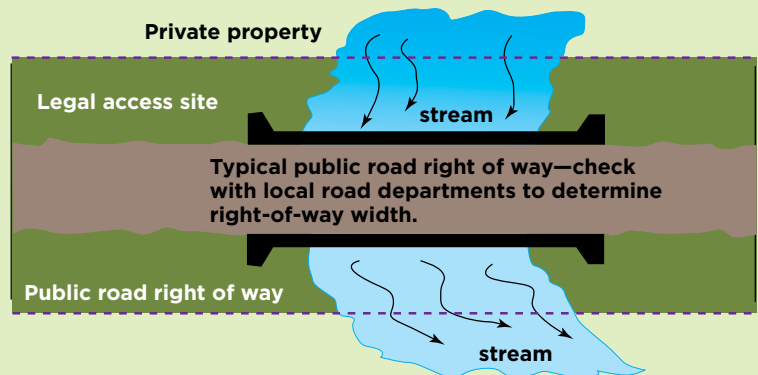 Private property
Legal access site
stream
Typical public road right of way—check
with local road departments to determine
right-of-way width.
Public road right of way
stream